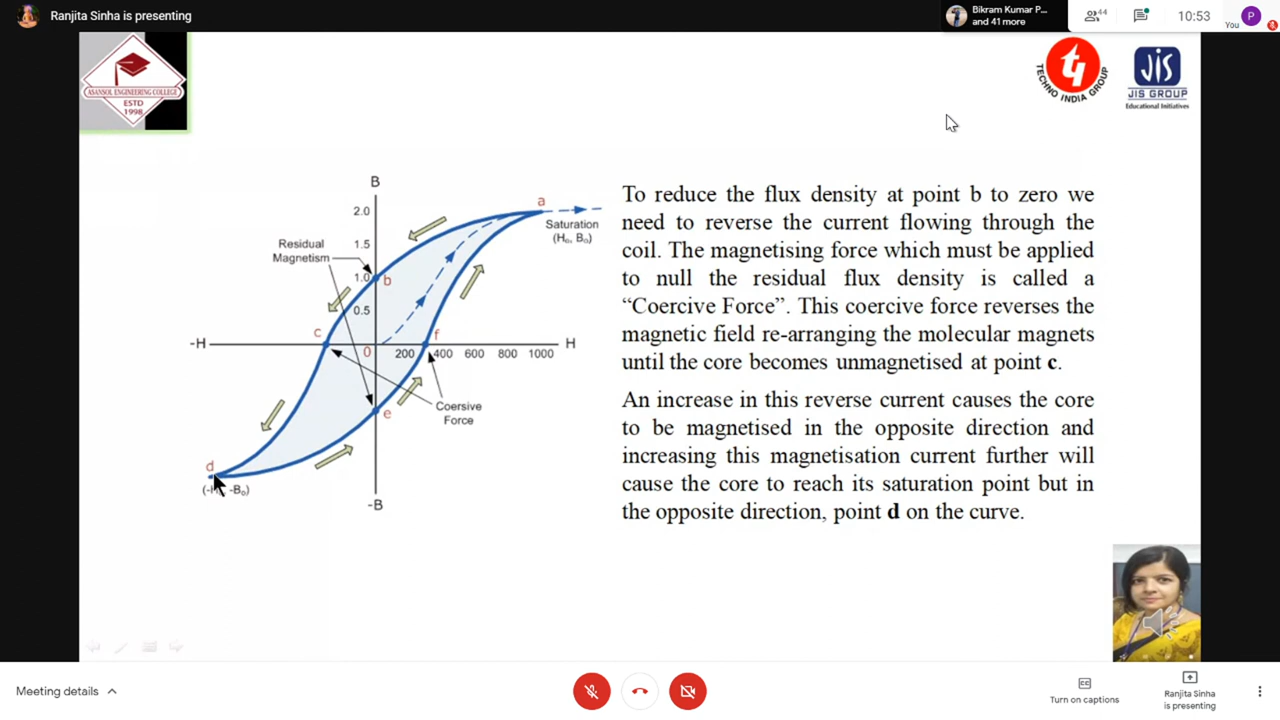 Ranjita Sinha is presenting
Bikram Kumar P...
and 41 more
44
10:53
You
P
ASANSOL ENGINEERING COLLEGE
ESTD
1998
TECHNO INDIA GROUP
JIS
JIS GROUP
Educational Initiatives
B
2.0
a
Saturation
(H₀, B₀)
1.5
Residual
Magnetism
1.0
b
0.5
c
f
-H
H
0
200
400
600
800
1000
Coersive
Force
e
d
-B₀)
-B
To reduce the flux density at point b to zero we
need to reverse the current flowing through the
coil. The magnetising force which must be applied
to null the residual flux density is called a
“Coercive Force”. This coercive force reverses the
magnetic field re-arranging the molecular magnets
until the core becomes unmagnetised at point c.
An increase in this reverse current causes the core
to be magnetised in the opposite direction and
increasing this magnetisation current further will
cause the core to reach its saturation point but in
the opposite direction, point d on the curve.
Meeting details
CC
Turn on captions
Ranjita Sinha
is presenting